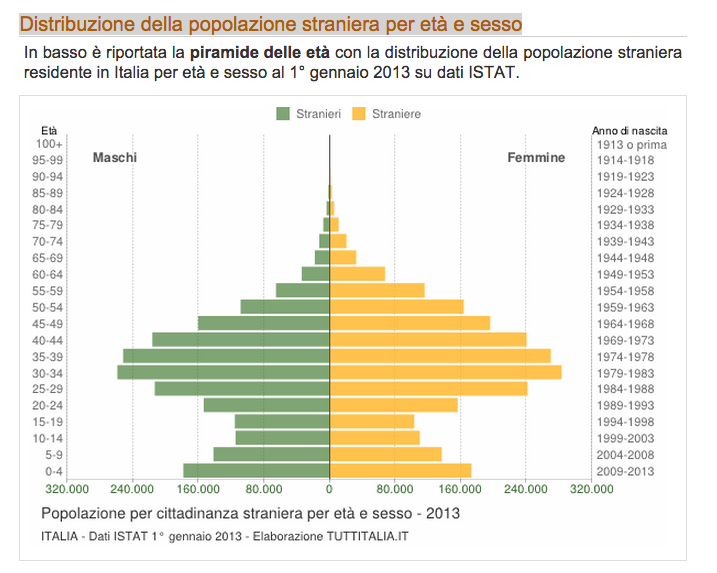 Distribuzione della popolazione straniera per età e sesso
In basso è riportata la piramide delle età con la distribuzione della popolazione straniera
residente in Italia per età e sesso al 1° gennaio 2013 su dati ISTAT.
Stranieri Straniere
Età Anno di nascita
100+ 1913 o prima
95-99 Maschi Femmine 1914-1918
90-94 1919-1923
85-89 1924-1928
80-84 1929-1933
75-79 1934-1938
70-74 1939-1943
65-69 1944-1948
60-64 1949-1953
55-59 1954-1958
50-54 1959-1963
45-49 1964-1968
40-44 1969-1973
35-39 1974-1978
30-34 1979-1983
25-29 1984-1988
20-24 1989-1993
15-19 1994-1998
10-14 1999-2003
5-9 2004-2008
0-4 2009-2013
320.000 240.000 160.000 80.000 0 80.000 160.000 240.000 320.000
Popolazione per cittadinanza straniera per età e sesso - 2013
ITALIA - Dati ISTAT 1° gennaio 2013 - Elaborazione TUTTITALIA.IT